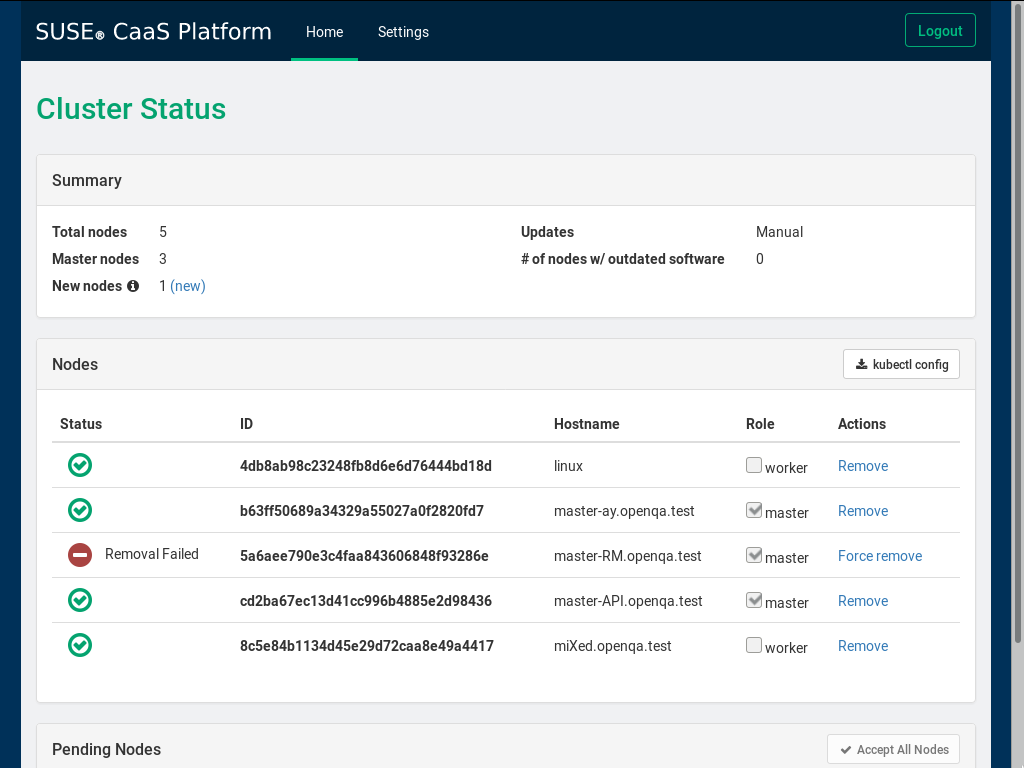 SUSE® CaaS Platform Home Settings Logout
Cluster Status
Summary
Total nodes 5 Updates Manual
Master nodes 3 # of nodes w/ outdated software 0
New nodes 1 (new)
Nodes kubectl config
Status ID Hostname Role Actions
4db8ab98c23248fb8d6e6d76444bd18d linux worker Remove
b63ff50689a34329a55027a0f2820fd7 master-ay.openqa.test master Remove
Removal Failed 5a6aee790e3c4faa843606848f93286e master-RM.openqa.test master Force remove
cd2ba67ec13d41cc996b4885e2d98436 master-API.openqa.test master Remove
8c5e84b1134d45e29d72caa8e49a4417 miXed.openqa.test worker Remove
Pending Nodes Accept All Nodes